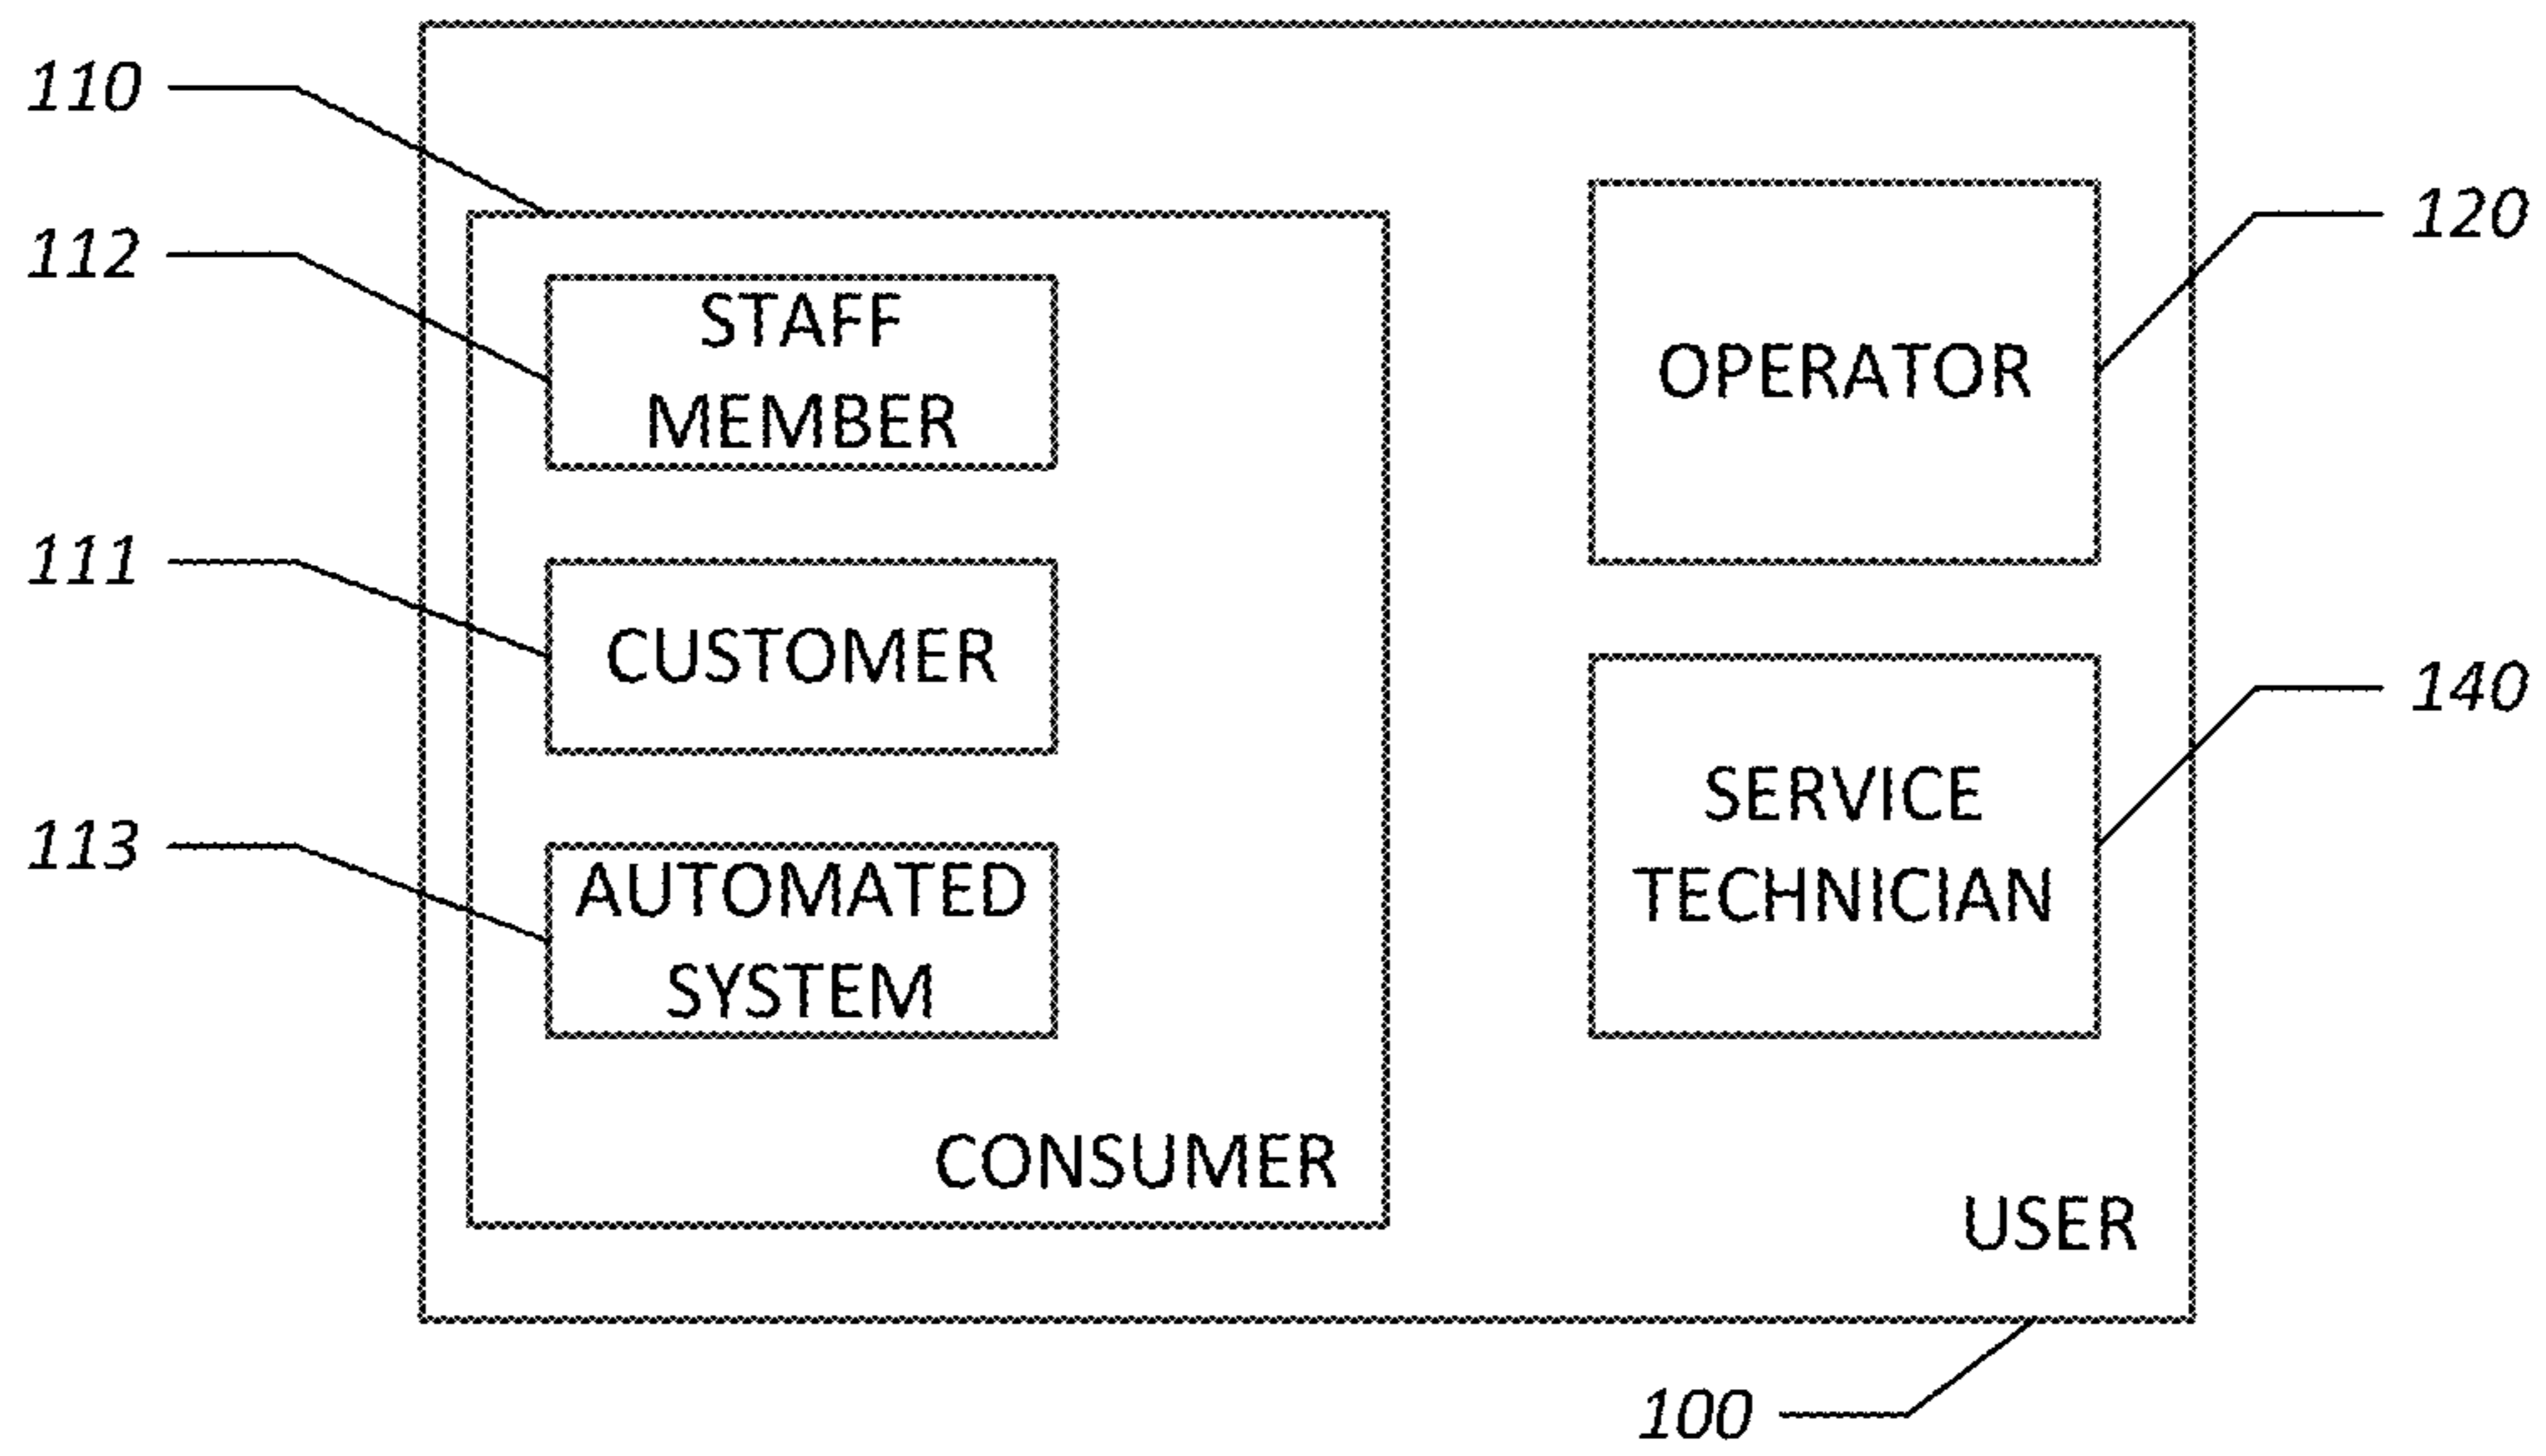 110
112
STAFF
MEMBER
111
CUSTOMER
113
AUTOMATED
SYSTEM
CONSUMER
OPERATOR
120
SERVICE
TECHNICIAN
140
USER
100